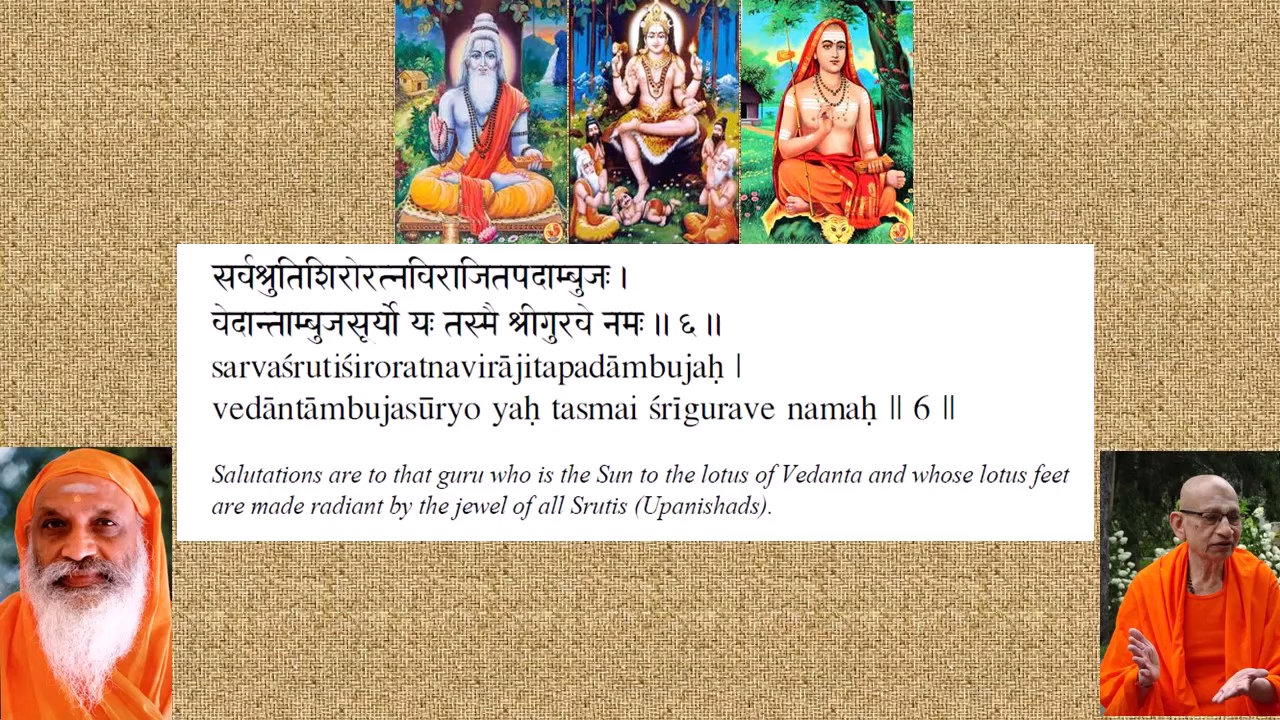 सर्वश्रुतिशिरोरत्नविराजितपदाम्बुजः ।
वेदान्ताम्बुजसूर्यो यः तस्मै श्रीगुरवे नमः ॥ ६ ॥
sarvaśrutiśiroratnavirājitapadāmbujaḥ |
vedāntāmbujasūryo yaḥ tasmai śrīgurave namaḥ || 6 ||
Salutations are to that guru who is the Sun to the lotus of Vedanta and whose lotus feet
are made radiant by the jewel of all Srutis (Upanishads).